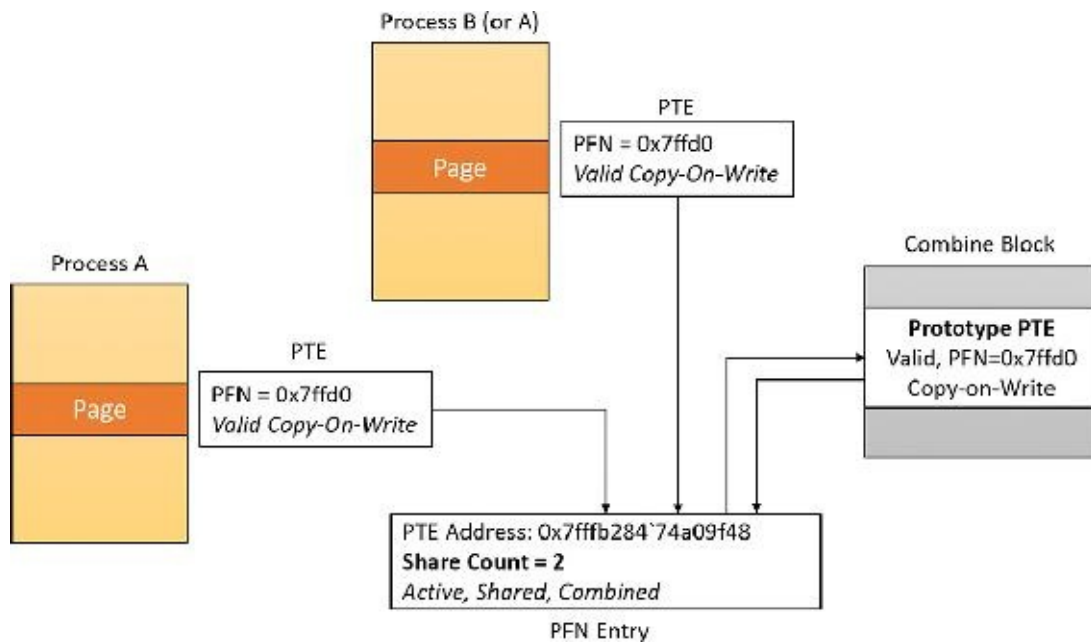 Process B (or A)
PTE
PFN = 0x7ffd0
Valid Copy-On-Write
Page
Combine Block
Prototype PTE
Valid, PFN=0x7ffd0
Copy-on-Write
Process A
PTE
PFN = 0x7ffd0
Valid Copy-On-Write
Page
PTE Address: 0x7fffb284`74a09f48
Share Count = 2
Active, Shared, Combined
PFN Entry